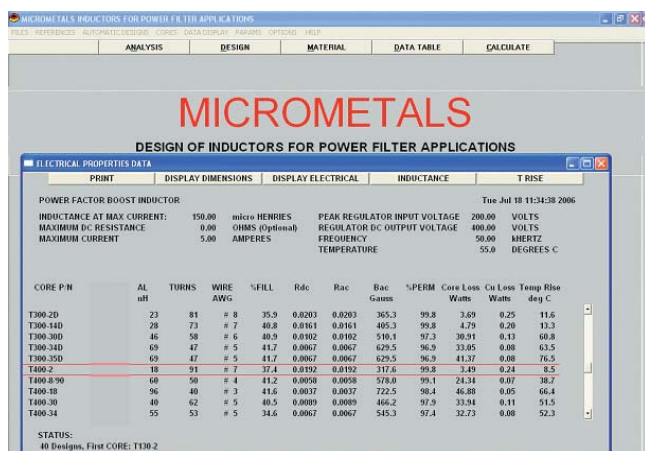 MICROMETALS INDUCTORS FOR POWER FILTER APPLICATIONS
FILES REFERENCES AUTOMATIC DESIGNS CORES DATA DISPLAY PARAMS OPTIONS HELP
ANALYSIS DESIGN MATERIAL DATA TABLE CALCULATE
MICROMETALS
DESIGN OF INDUCTORS FOR POWER FILTER APPLICATIONS
ELECTRICAL PROPERTIES DATA
PRINT DISPLAY DIMENSIONS DISPLAY ELECTRICAL INDUCTANCE T RISE
POWER FACTOR BOOST INDUCTOR Tue Jul 18 11:34:38 2006
INDUCTANCE AT MAX CURRENT: 150.00 micro HENRIES PEAK REGULATOR INPUT VOLTAGE 200.00 VOLTS
MAXIMUM DC RESISTANCE 0.00 OHMS (Optional) REGULATOR DC OUTPUT VOLTAGE 400.00 VOLTS
MAXIMUM CURRENT 5.00 AMPERES FREQUENCY 50.00 kHERTZ
TEMPERATURE 55.0 DEGREES C
CORE P/N AL TURNS WIRE %FILL Rdc Rac Bac %PERM Core Loss Cu Loss Temp Rise
nH AWG Gauss Watts Watts deg C
T300-2D 23 81 # 8 35.9 0.0203 0.0203 365.3 99.8 3.69 0.25 11.6
T300-14D 28 73 # 7 40.8 0.0161 0.0161 405.3 99.8 4.79 0.20 13.3
T300-30D 46 58 # 6 40.9 0.0102 0.0102 510.1 97.3 30.91 0.13 60.8
T300-34D 69 47 # 5 41.7 0.0067 0.0067 629.5 96.9 33.05 0.08 63.5
T300-35D 69 47 # 5 41.7 0.0067 0.0067 629.5 96.9 41.37 0.08 76.5
T400-2 18 91 # 7 37.4 0.0192 0.0192 317.6 99.8 3.49 0.24 8.5
T400-8/90 60 50 # 4 41.2 0.0058 0.0058 578.0 99.1 24.34 0.07 38.7
T400-18 96 40 # 3 41.6 0.0037 0.0037 722.5 98.4 46.88 0.05 66.4
T400-30 40 62 # 5 40.5 0.0089 0.0089 466.2 97.9 33.94 0.11 51.5
T400-34 55 53 # 5 34.6 0.0067 0.0067 545.3 97.4 32.73 0.08 52.3
STATUS:
40 Designs, First CORE: T130-2